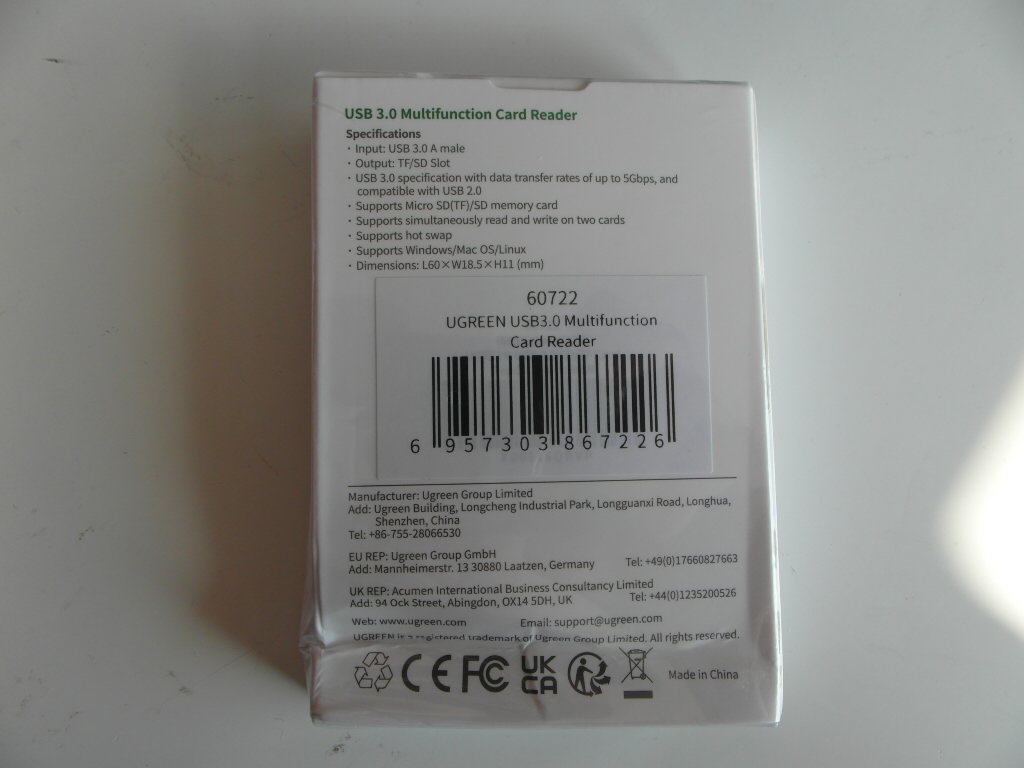 USB 3.0 Multifunction Card Reader
Specifications
· Input: USB 3.0 A male
· Output: TF/SD Slot
· USB 3.0 specification with data transfer rates of up to 5Gbps, and
compatible with USB 2.0
· Supports Micro SD(TF)/SD memory card
· Supports simultaneously read and write on two cards
· Supports hot swap
· Supports Windows/Mac OS/Linux
· Dimensions: L60×W18.5×H11 (mm)
60722
UGREEN USB3.0 Multifunction
Card Reader
6 957303 867226
Manufacturer: Ugreen Group Limited
Add: Ugreen Building, Longcheng Industrial Park, Longguanxi Road, Longhua,
Shenzhen, China
Tel: +86-755-28066530
EU REP: Ugreen Group GmbH
Add: Mannheimerstr. 13 30880 Laatzen, Germany Tel: +49(0)17660827663
UK REP: Acumen International Business Consultancy Limited
Add: 94 Ock Street, Abingdon, OX14 5DH, UK Tel: +44(0)1235200526
Web: www.ugreen.com Email: support@ugreen.com
UGREEN is a registered trademark of Ugreen Group Limited. All rights reserved.
CE FC UK
CA Made in China